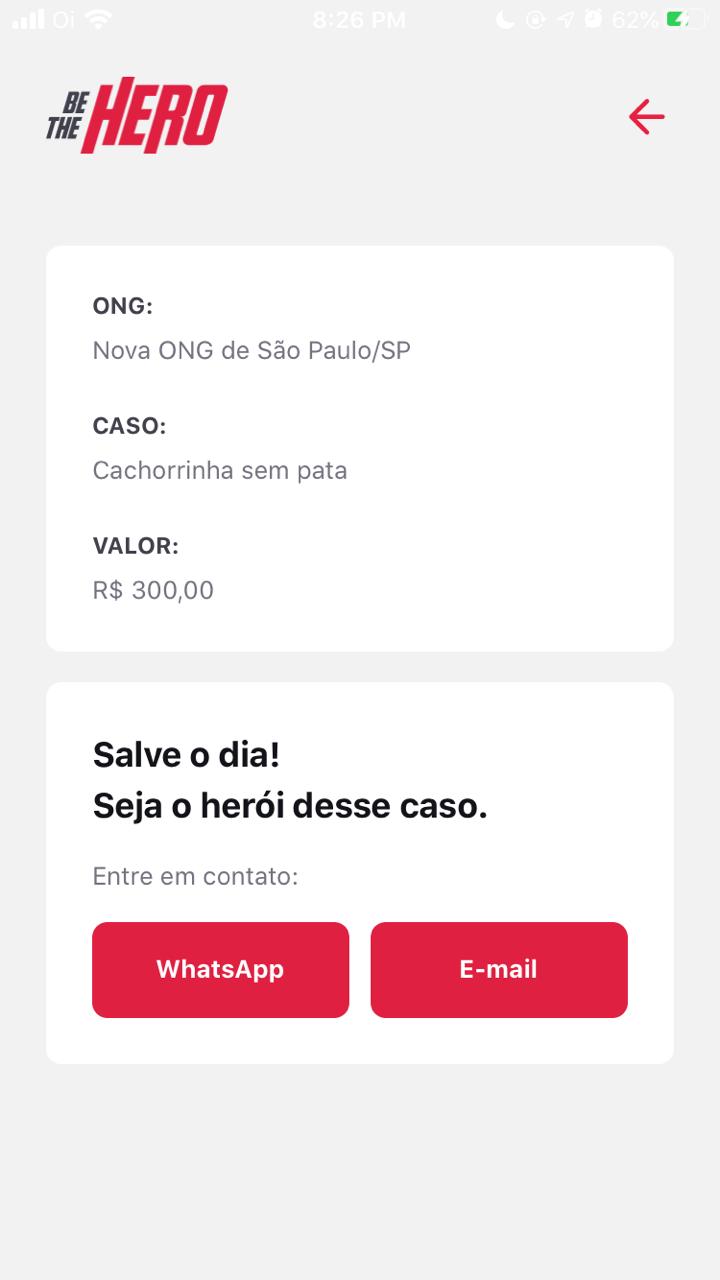 Oi 8:26 PM 62%
BE
THE HERO
ONG:
Nova ONG de São Paulo/SP
CASO:
Cachorrinha sem pata
VALOR:
R$ 300,00
Salve o dia!
Seja o herói desse caso.
Entre em contato:
WhatsApp E-mail